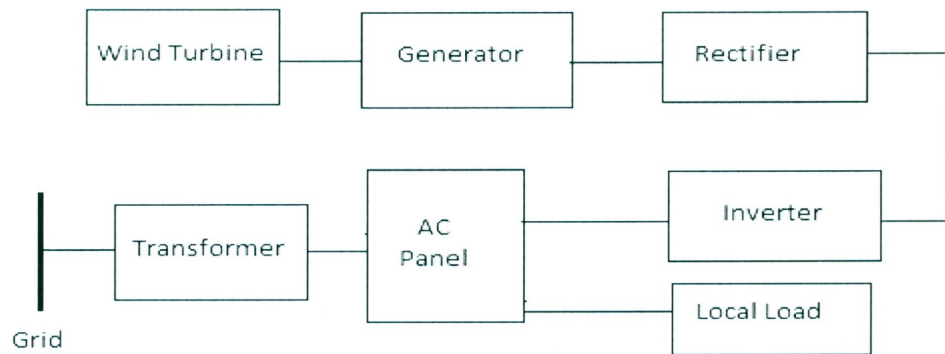 Wind Turbine
Generator
Rectifier
Transformer
AC
Panel
Inverter
Local Load
Grid